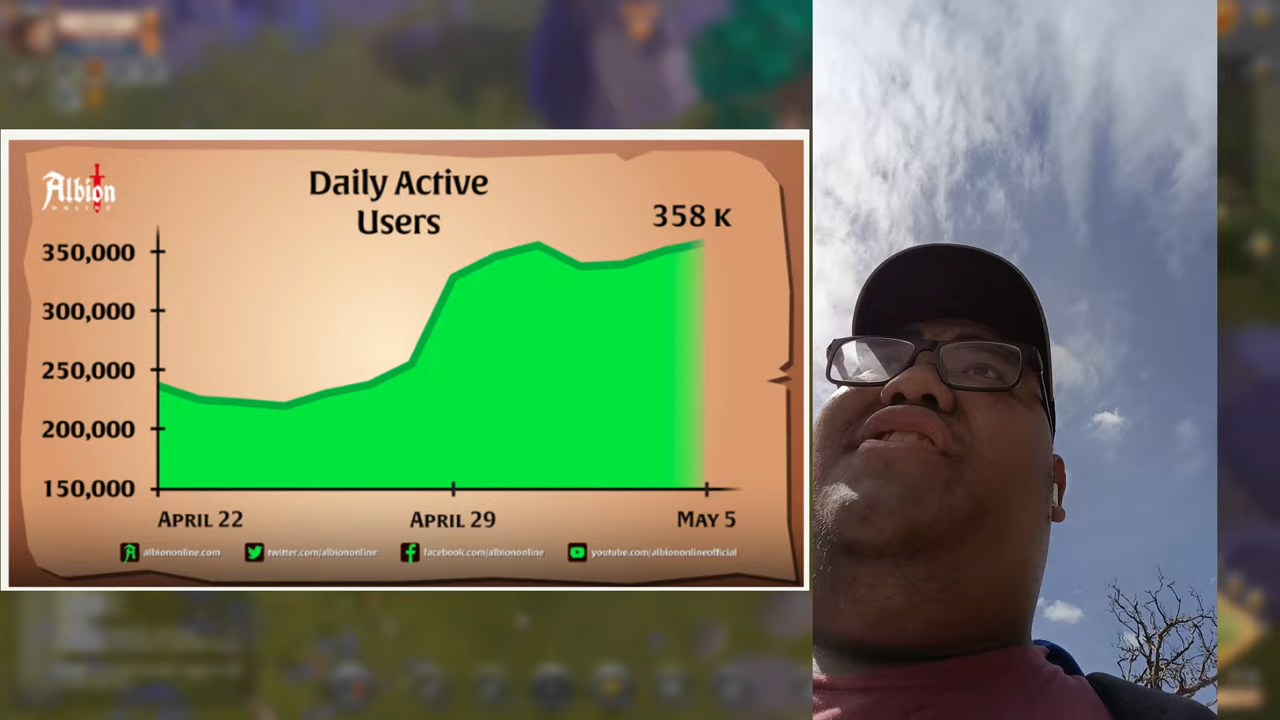 Albion
ONLINE
Daily Active
Users
358 K
350,000
300,000
250,000
200,000
150,000
APRIL 22
APRIL 29
MAY 5
albiononline.com
twitter.com/albiononline
facebook.com/albiononline
youtube.com/albiononlineofficial